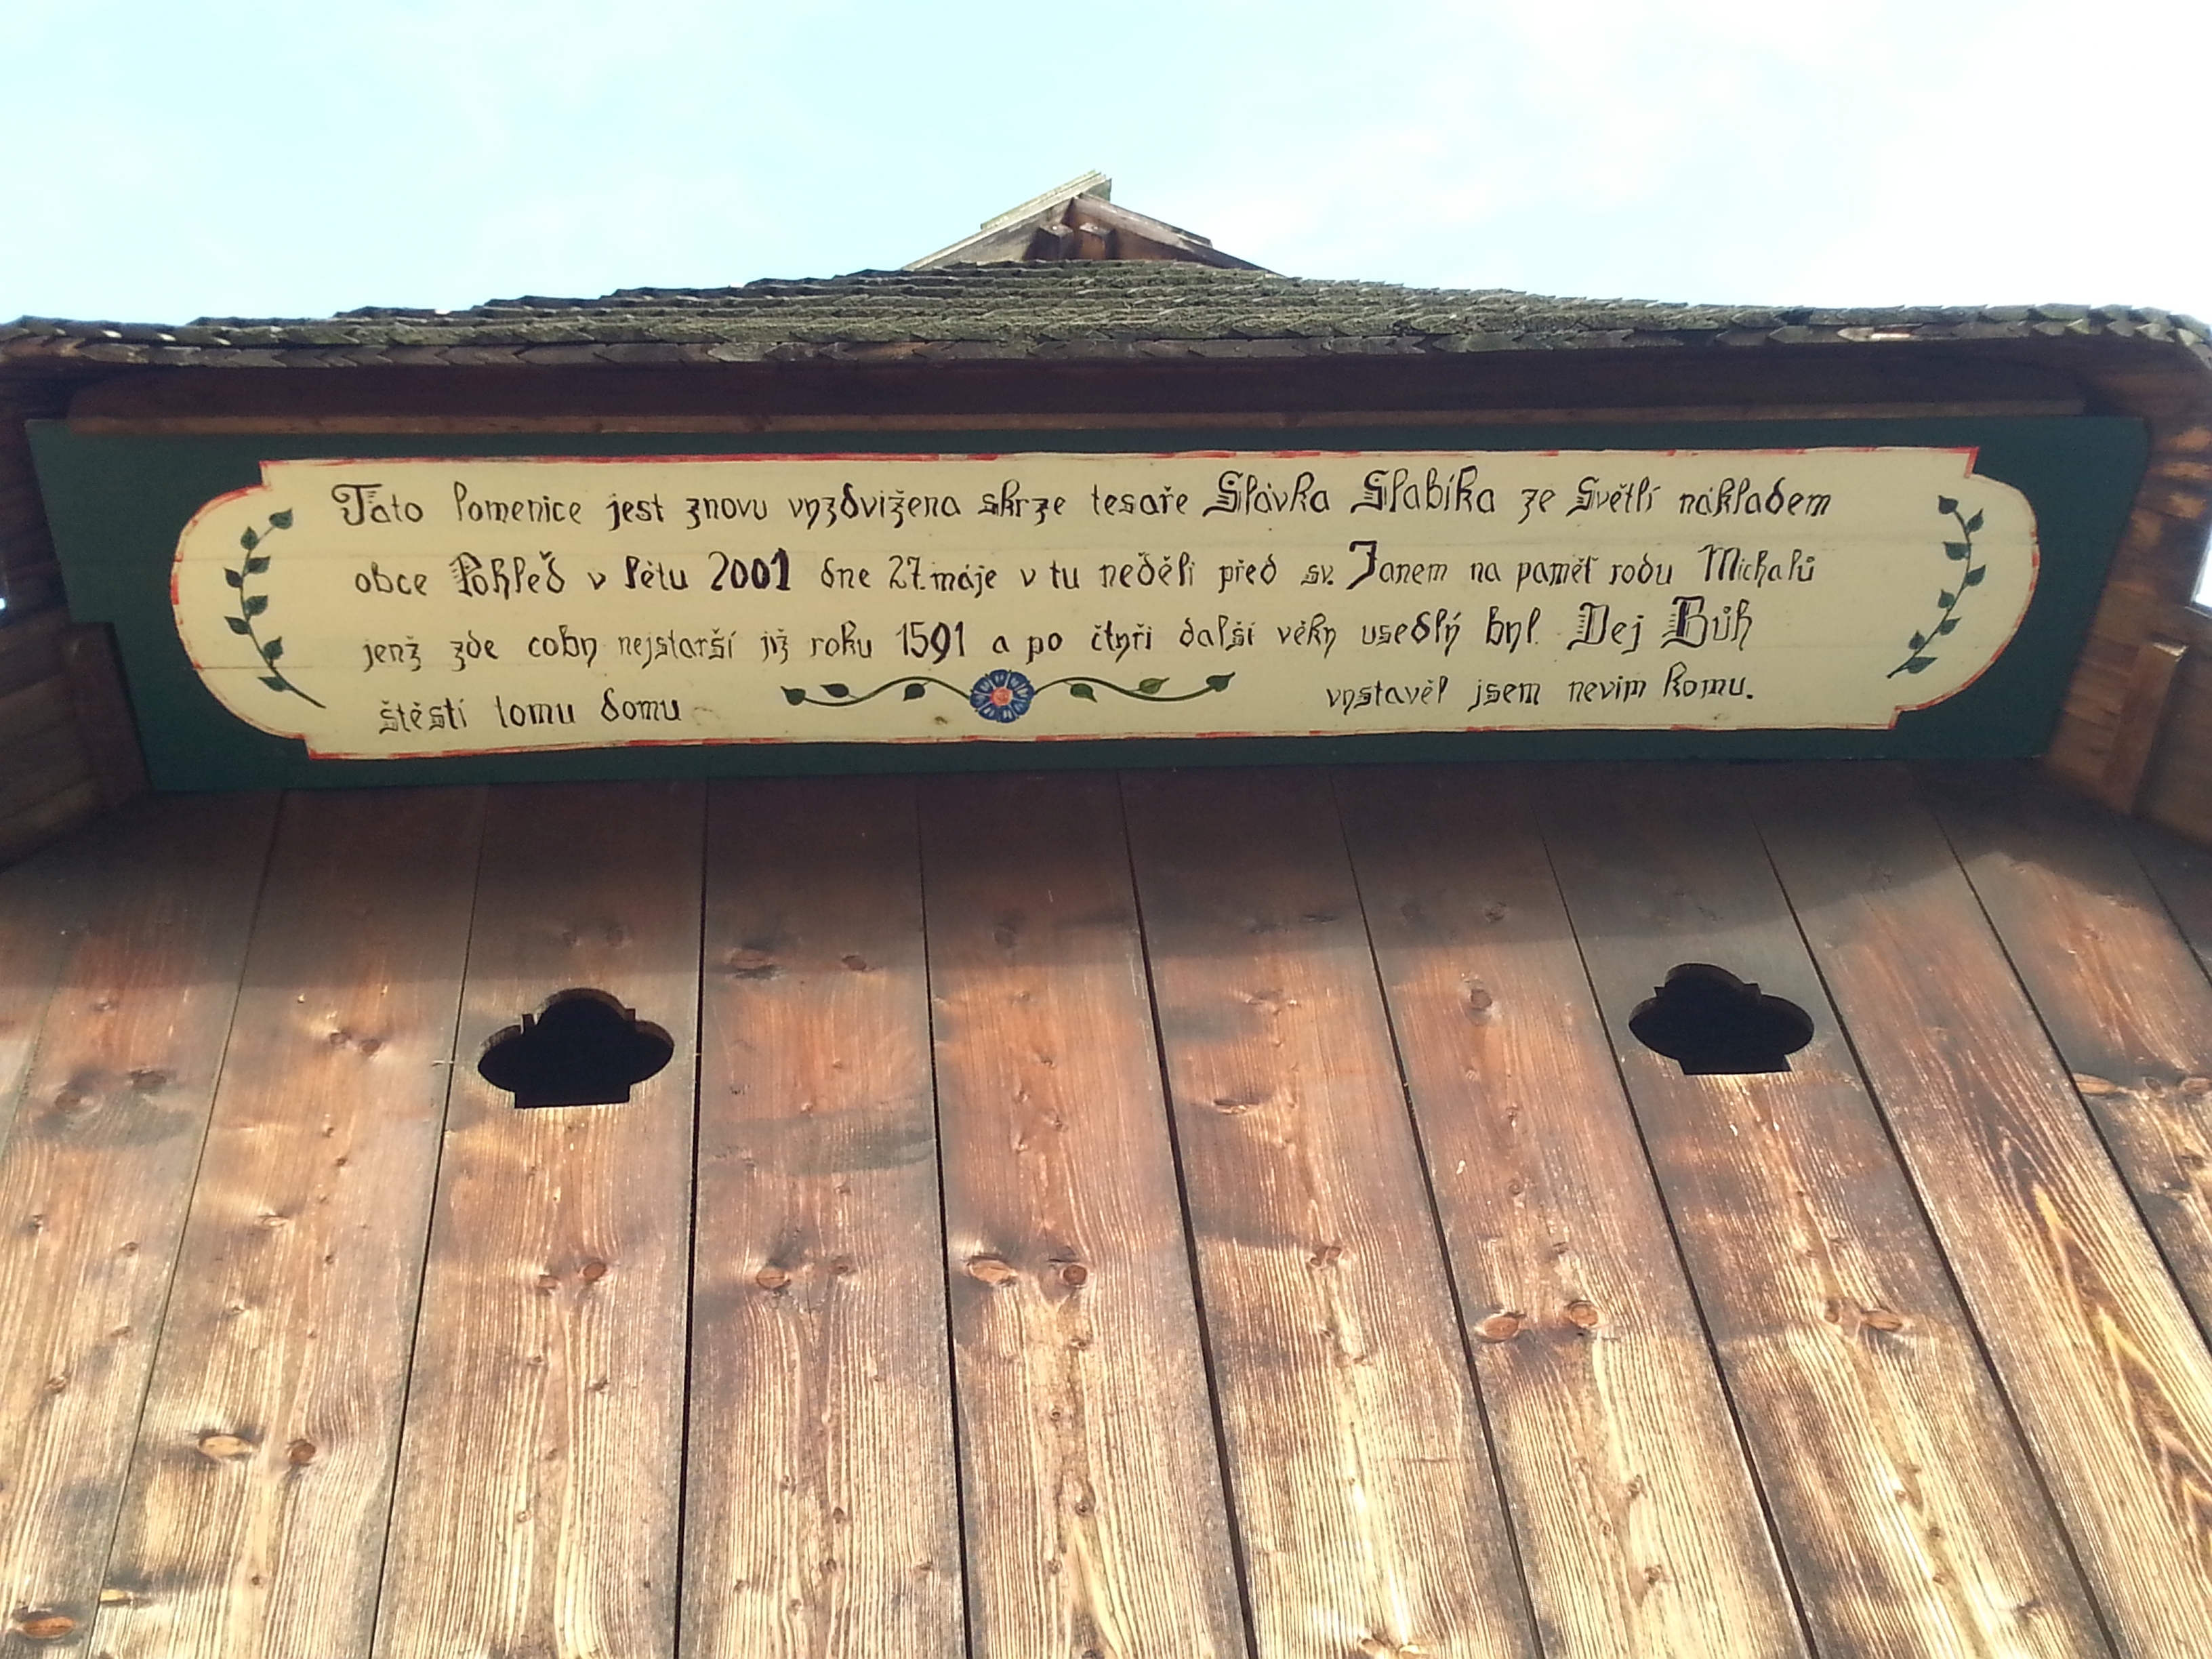 Tato lomenice jest znovu vyzdvižena skrze tesaře Slávka Slabíka ze Světlí nákladem
obce Pohleď v létu 2001 dne 27. máje v tu neděli před sv. Janem na paměť rodu Michalů
jenž zde coby nejstarší již roku 1591 a po čtyři další věky usedlý byl. Dej Bůh
štěstí tomu domu vystavěl jsem nevím komu.